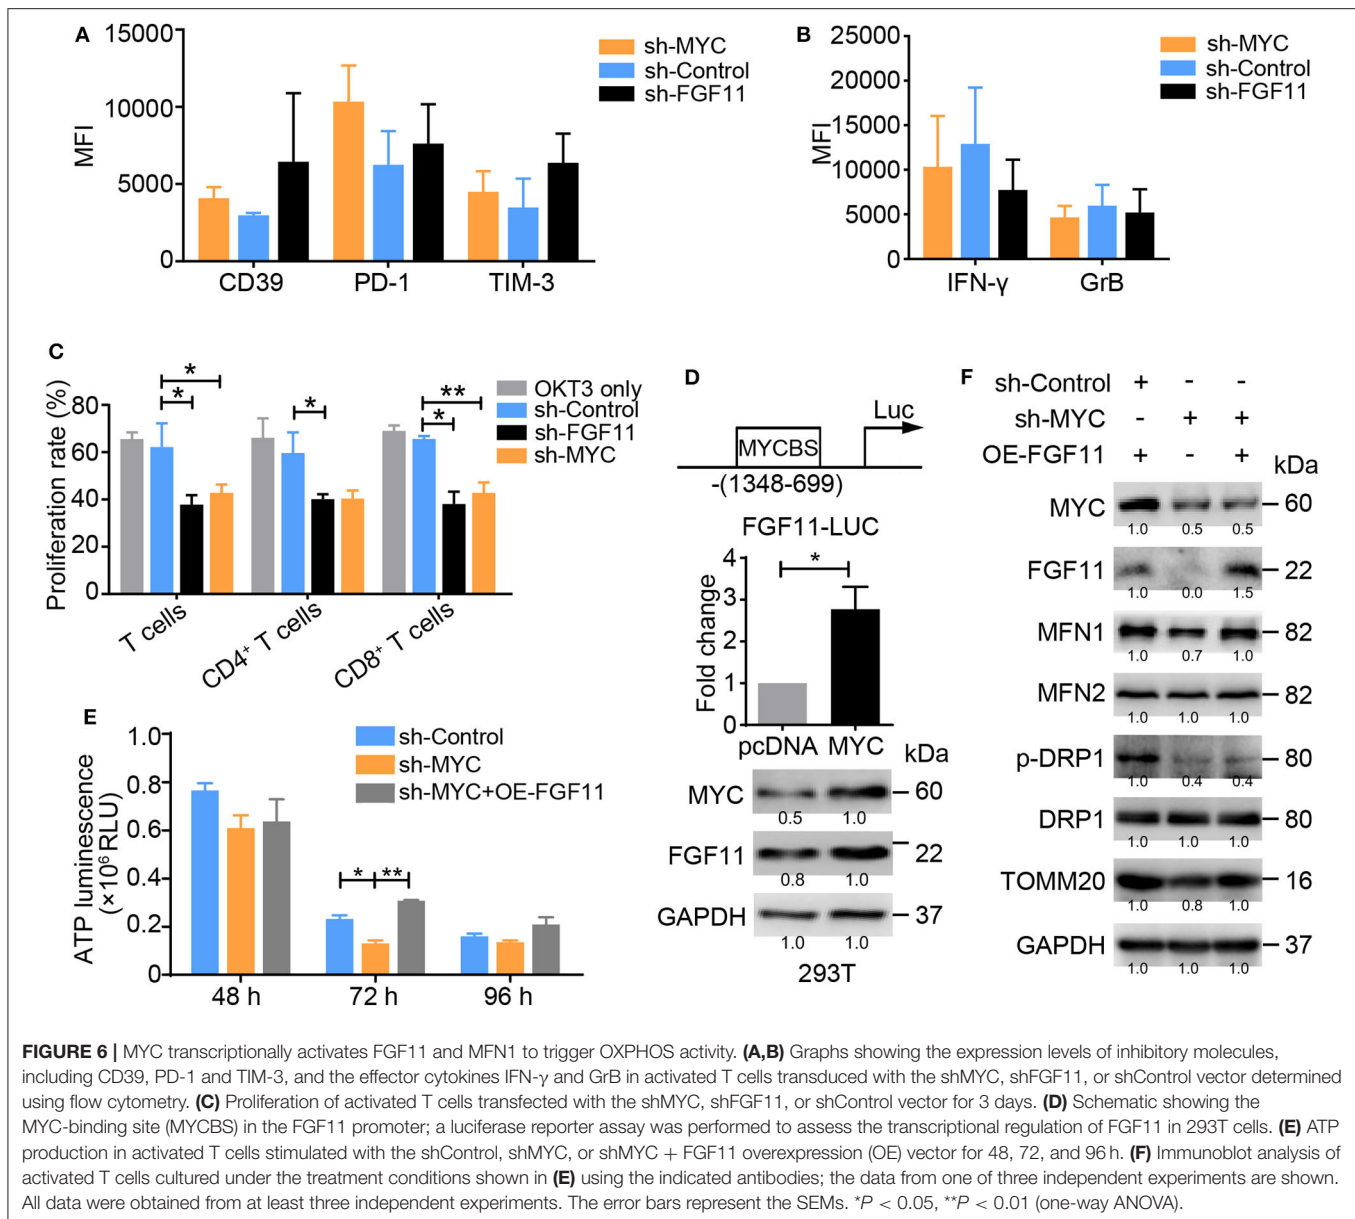 A
15000
10000
5000
0
MFI
sh-MYC
sh-Control
sh-FGF11
CD39 PD-1 TIM-3
B
25000
20000
15000
10000
5000
0
MFI
sh-MYC
sh-Control
sh-FGF11
IFN-γ GrB
C
Proliferation rate (%)
80
60
40
20
0
* * * ** *
OKT3 only
sh-Control
sh-FGF11
sh-MYC
T cells
CD4⁺ T cells
CD8⁺ T cells
D
MYCBS
Luc
-(1348-699)
FGF11-LUC
Fold change
4
3
2
1
0
*
pcDNA MYC kDa
MYC 60
0.5 1.0
FGF11 22
0.8 1.0
GAPDH 37
1.0 1.0
293T
E
ATP luminescence
(×10⁶ RLU)
1.0
0.8
0.6
0.4
0.2
0
sh-Control
sh-MYC
sh-MYC+OE-FGF11
* **
48 h 72 h 96 h
F
sh-Control + - -
sh-MYC - + +
OE-FGF11 + - +
kDa
MYC 60
1.0 0.5 0.5
FGF11 22
1.0 0.0 1.5
MFN1 82
1.0 0.7 1.0
MFN2 82
1.0 1.0 1.0
p-DRP1 80
1.0 0.4 0.4
DRP1 80
1.0 1.0 1.0
TOMM20 16
1.0 0.8 1.0
GAPDH 37
1.0 1.0 1.0
FIGURE 6 | MYC transcriptionally activates FGF11 and MFN1 to trigger OXPHOS activity. (A,B) Graphs showing the expression levels of inhibitory molecules,
including CD39, PD-1 and TIM-3, and the effector cytokines IFN-γ and GrB in activated T cells transduced with the shMYC, shFGF11, or shControl vector determined
using flow cytometry. (C) Proliferation of activated T cells transfected with the shMYC, shFGF11, or shControl vector for 3 days. (D) Schematic showing the
MYC-binding site (MYCBS) in the FGF11 promoter; a luciferase reporter assay was performed to assess the transcriptional regulation of FGF11 in 293T cells. (E) ATP
production in activated T cells stimulated with the shControl, shMYC, or shMYC + FGF11 overexpression (OE) vector for 48, 72, and 96 h. (F) Immunoblot analysis of
activated T cells cultured under the treatment conditions shown in (E) using the indicated antibodies; the data from one of three independent experiments are shown.
All data were obtained from at least three independent experiments. The error bars represent the SEMs. *P < 0.05, **P < 0.01 (one-way ANOVA).